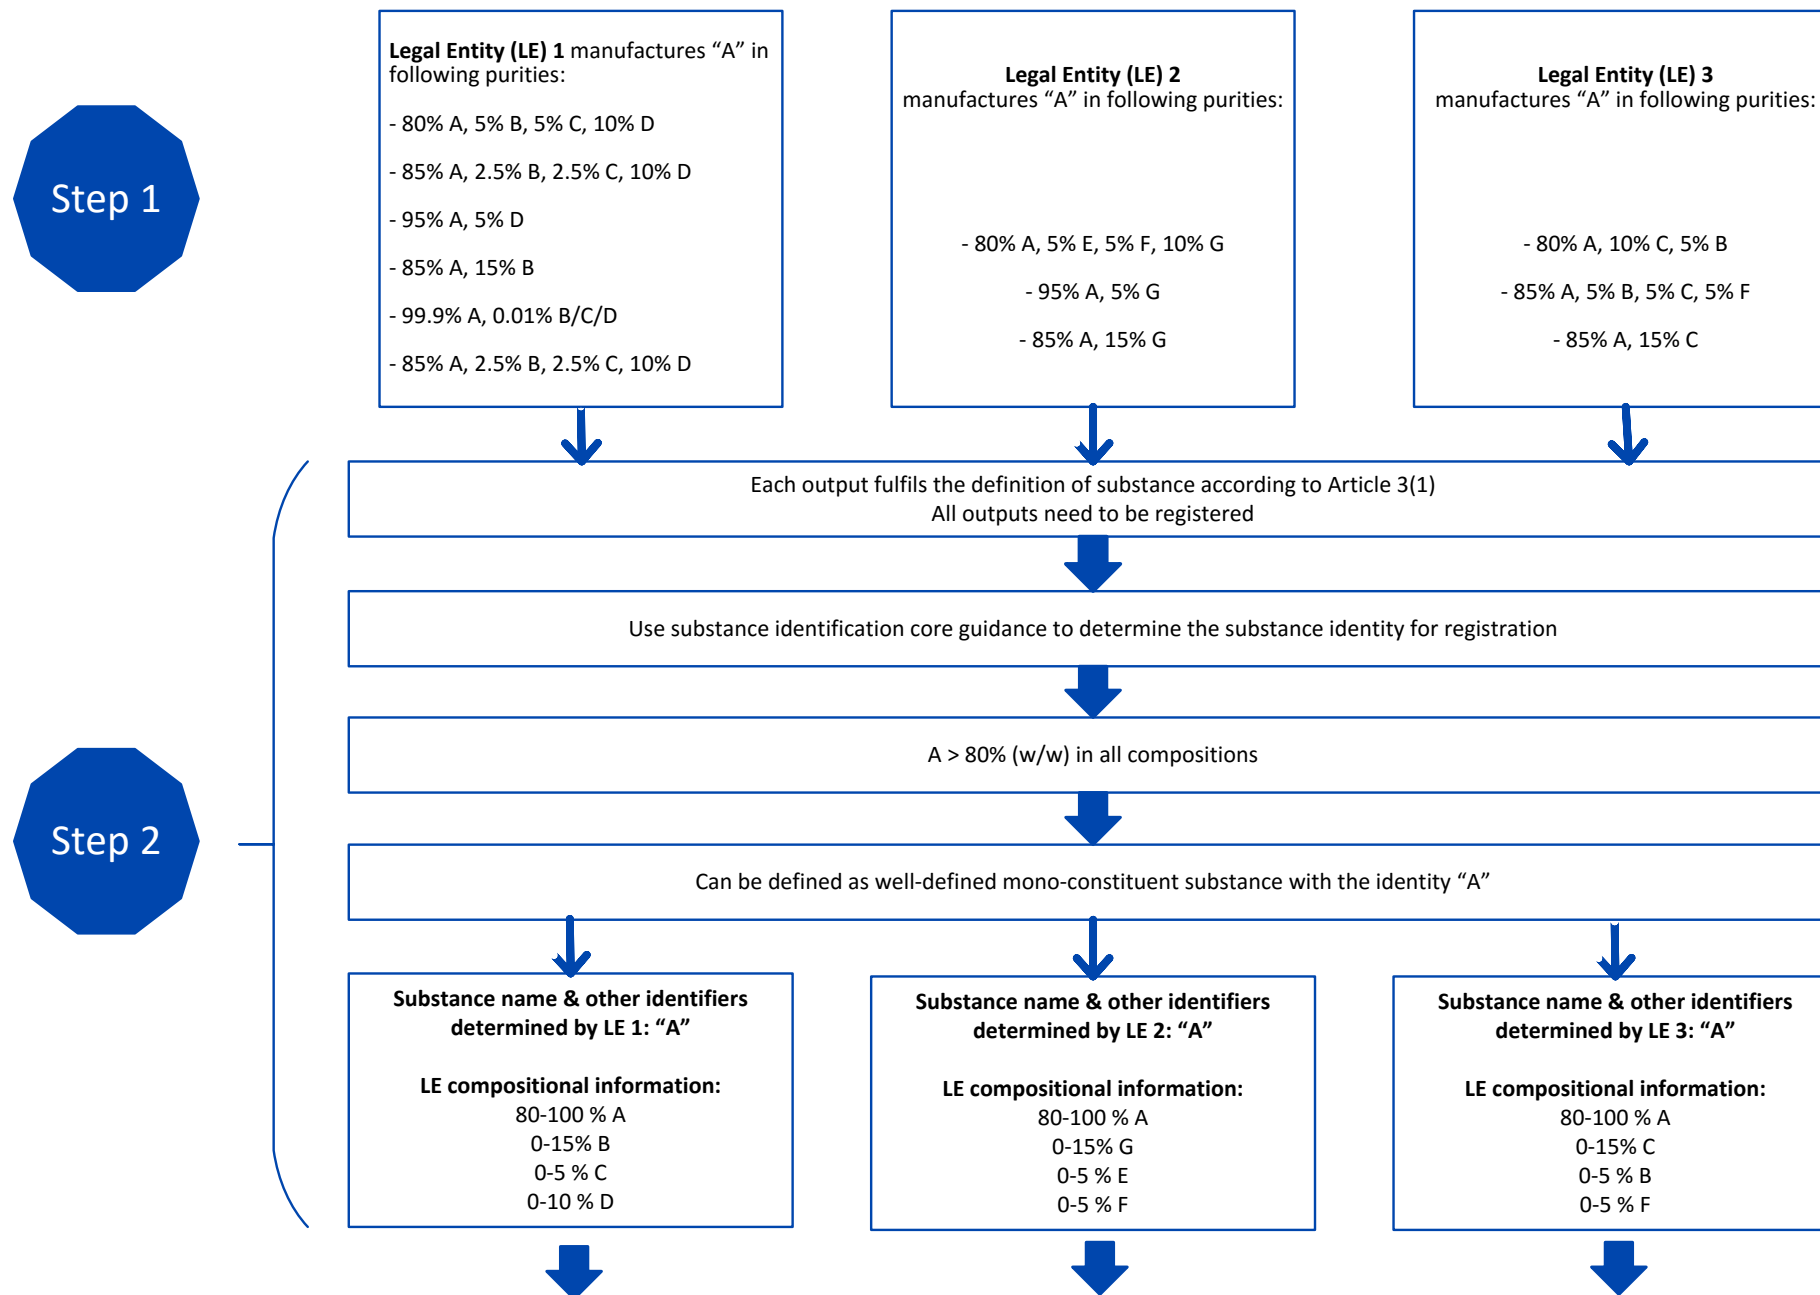 Step 1
Legal Entity (LE) 1 manufactures “A” in
following purities:
- 80% A, 5% B, 5% C, 10% D
- 85% A, 2.5% B, 2.5% C, 10% D
- 95% A, 5% D
- 85% A, 15% B
- 99.9% A, 0.01% B/C/D
- 85% A, 2.5% B, 2.5% C, 10% D
Legal Entity (LE) 2
manufactures “A” in following purities:
- 80% A, 5% E, 5% F, 10% G
- 95% A, 5% G
- 85% A, 15% G
Legal Entity (LE) 3
manufactures “A” in following purities:
- 80% A, 10% C, 5% B
- 85% A, 5% B, 5% C, 5% F
- 85% A, 15% C
Step 2
Each output fulfils the definition of substance according to Article 3(1)
All outputs need to be registered
Use substance identification core guidance to determine the substance identity for registration
A > 80% (w/w) in all compositions
Can be defined as well-defined mono-constituent substance with the identity “A”
Substance name & other identifiers
determined by LE 1: “A”
LE compositional information:
80-100 % A
0-15% B
0-5 % C
0-10 % D
Substance name & other identifiers
determined by LE 2: “A”
LE compositional information:
80-100 % A
0-15% G
0-5 % E
0-5 % F
Substance name & other identifiers
determined by LE 3: “A”
LE compositional information:
80-100 % A
0-15% C
0-5 % B
0-5 % F